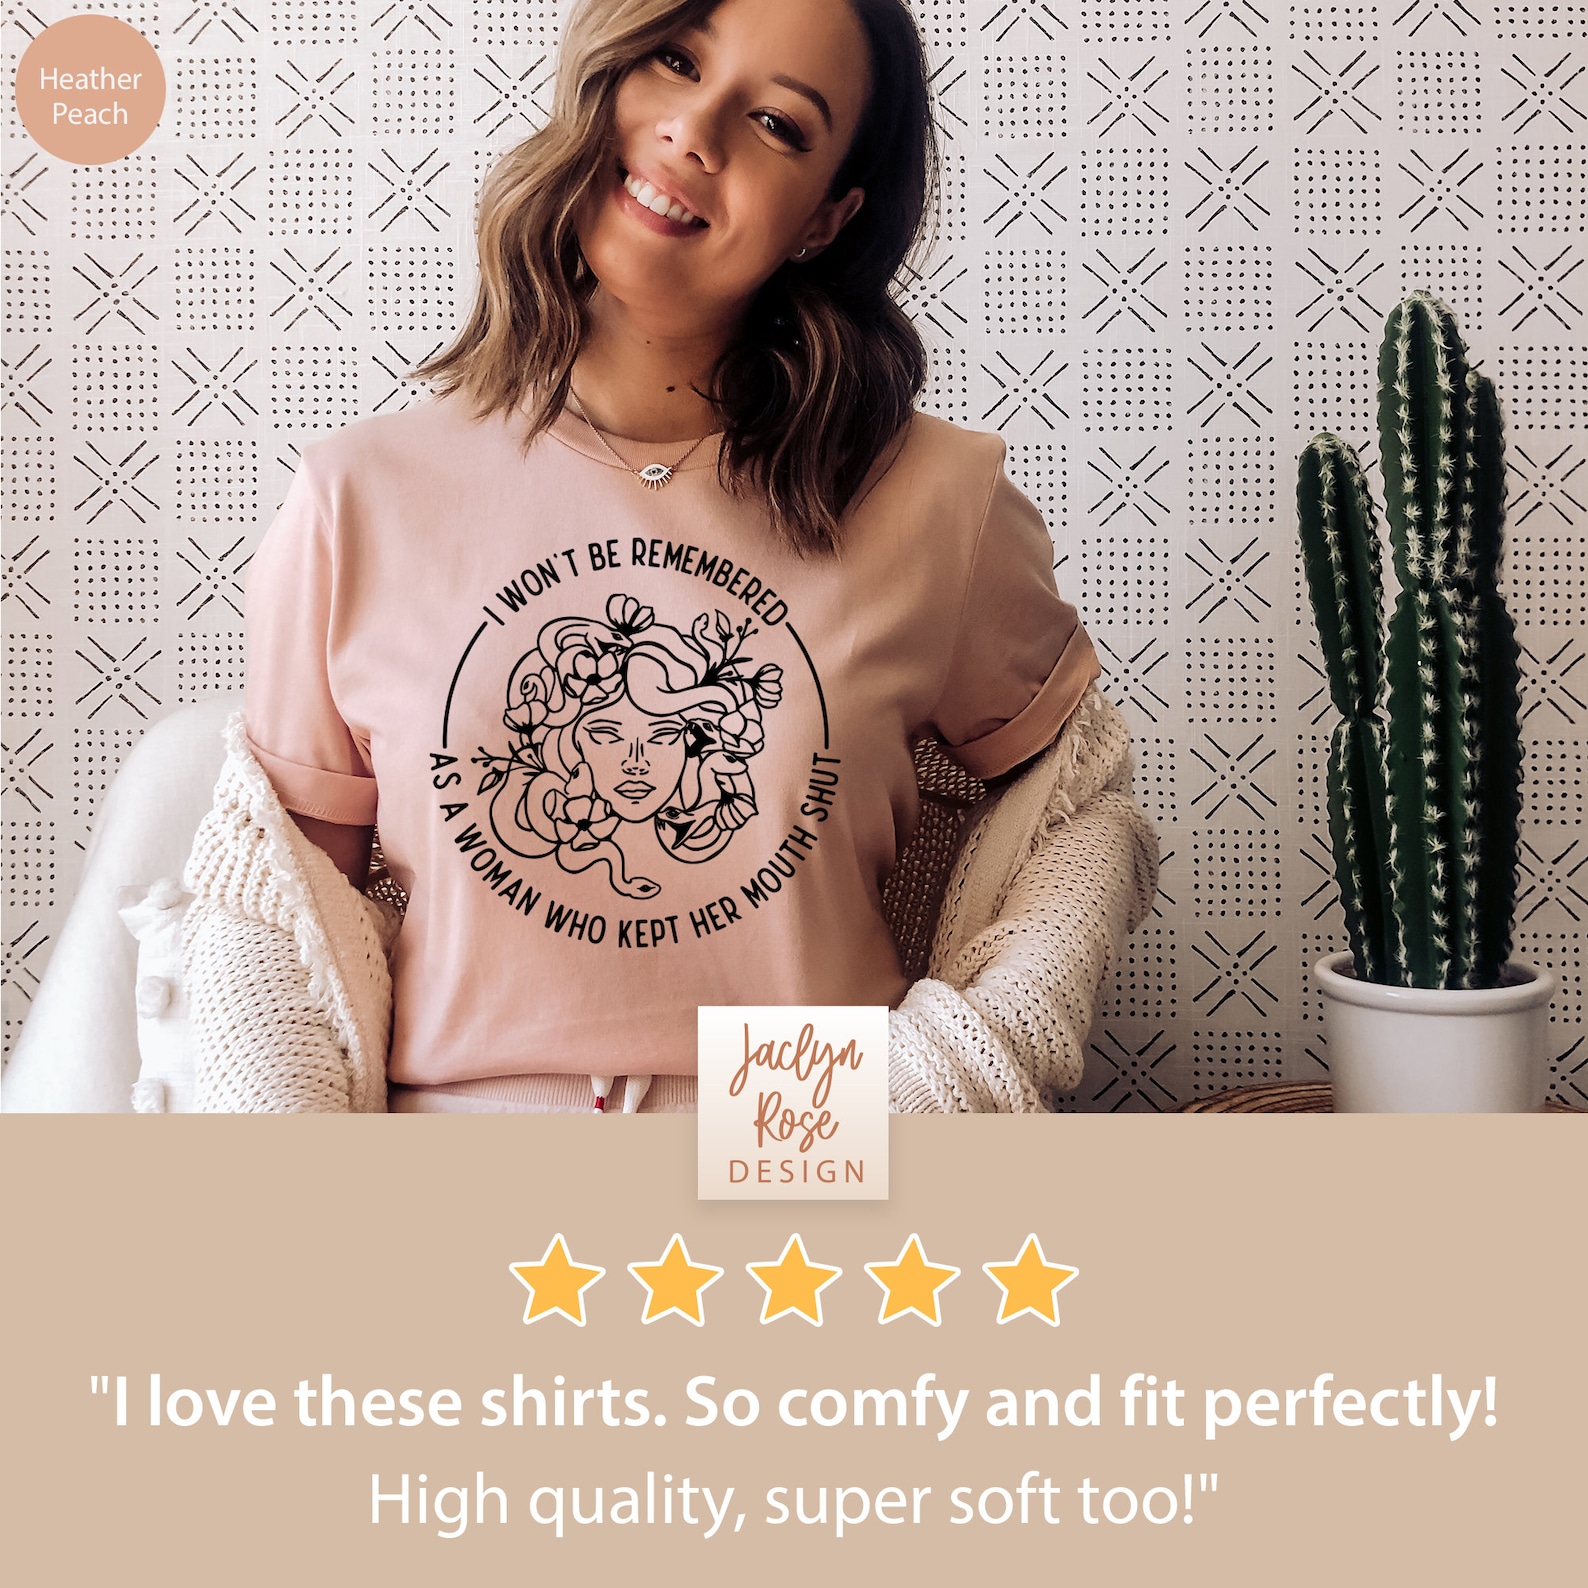 Heather
Peach
I WON'T BE REMEMBERED
AS A WOMAN WHO KEPT HER MOUTH SHUT
Jaclyn
Rose
DESIGN
"I love these shirts. So comfy and fit perfectly!
High quality, super soft too!"